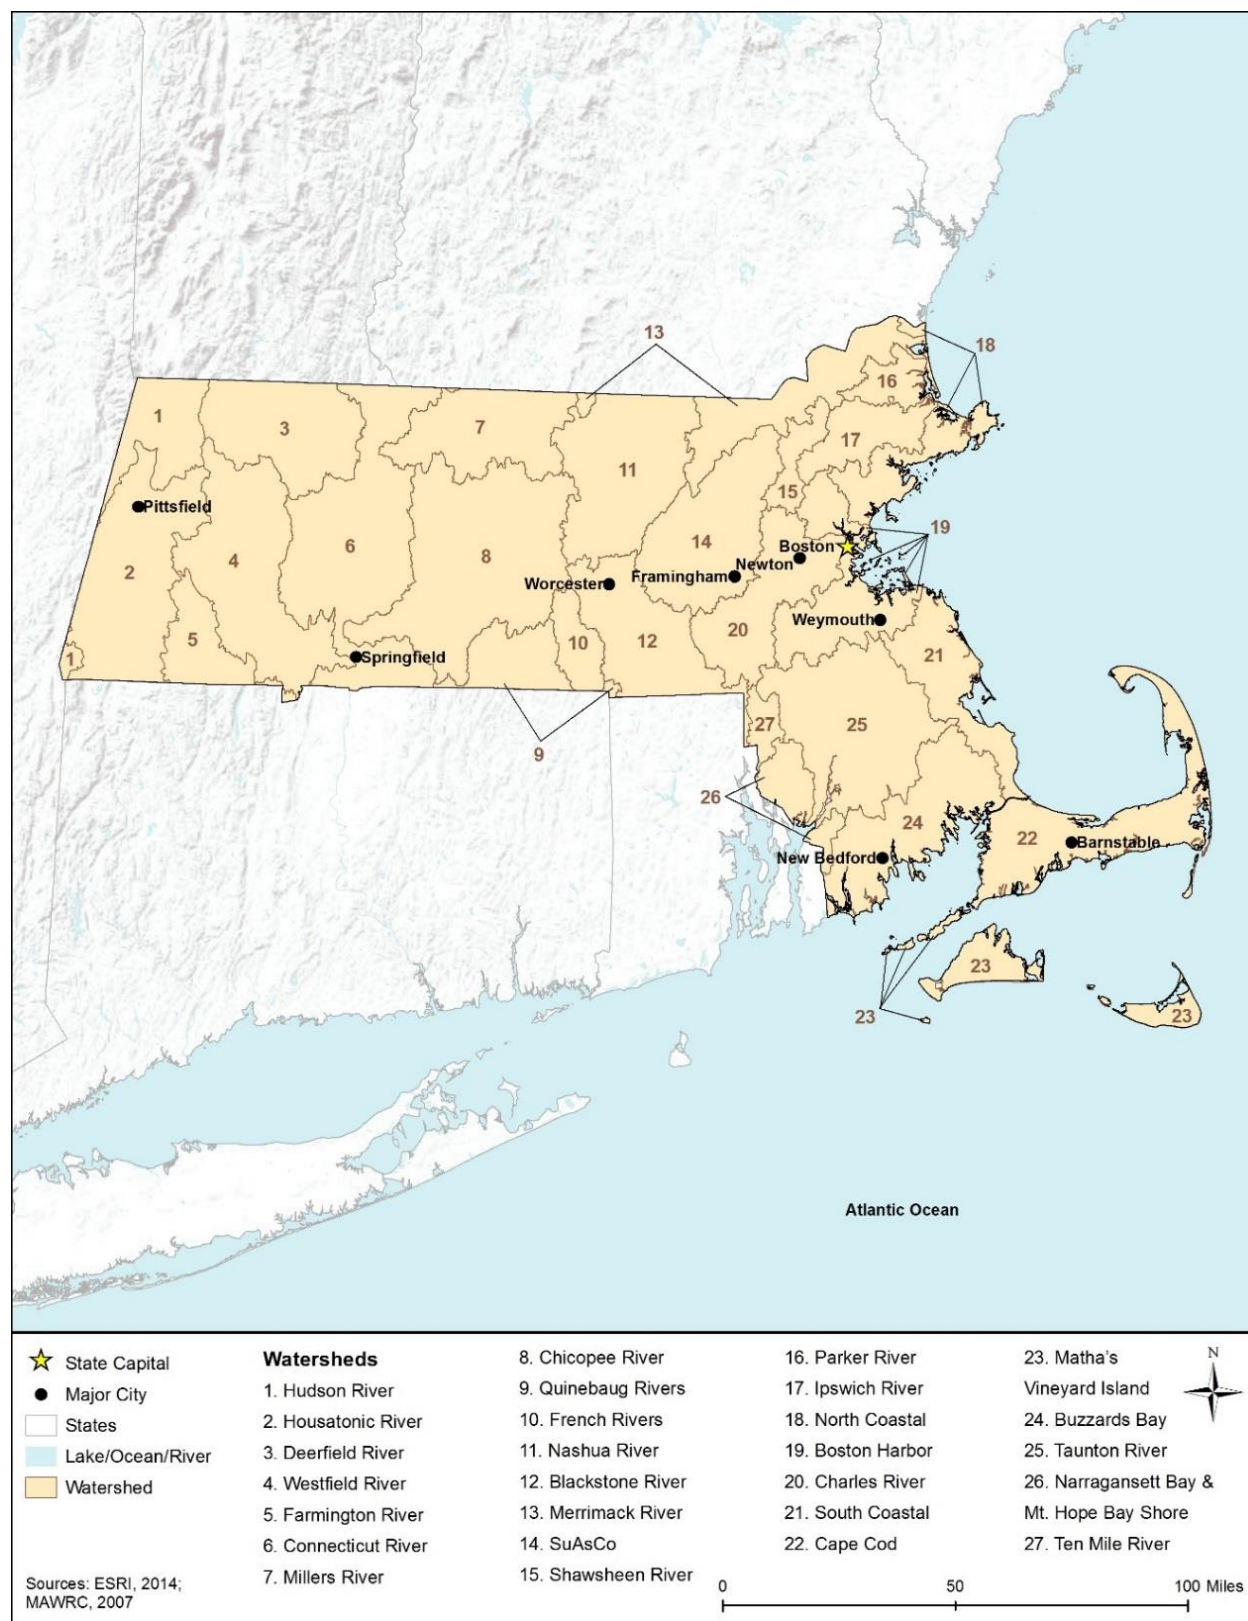 13
18
16
1
3
7
17
11
15
Pittsfield
19
14
Boston
2
4
6
8
Newton
Worcester
Framingham
Weymouth
5
10
12
20
1
Springfield
21
27
25
9
26
24
22
Barnstable
New Bedford
23
23
23
Atlantic Ocean
State Capital
Major City
States
Lake/Ocean/River
Watershed
Sources: ESRI, 2014;
MAWRC, 2007
Watersheds
1. Hudson River
2. Housatonic River
3. Deerfield River
4. Westfield River
5. Farmington River
6. Connecticut River
7. Millers River
8. Chicopee River
9. Quinebaug Rivers
10. French Rivers
11. Nashua River
12. Blackstone River
13. Merrimack River
14. SuAsCo
15. Shawsheen River
16. Parker River
17. Ipswich River
18. North Coastal
19. Boston Harbor
20. Charles River
21. South Coastal
22. Cape Cod
23. Matha's
Vineyard Island
24. Buzzards Bay
25. Taunton River
26. Narragansett Bay &
Mt. Hope Bay Shore
27. Ten Mile River
N
0 50 100 Miles